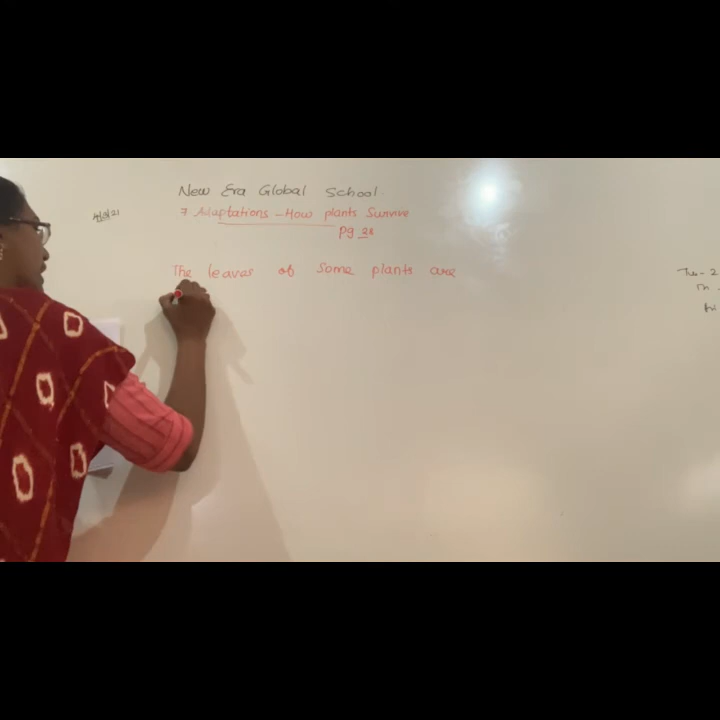 New Era Global School.
7 Adaptations - How plants Survive
Pg 28
The leaves of Some plants are